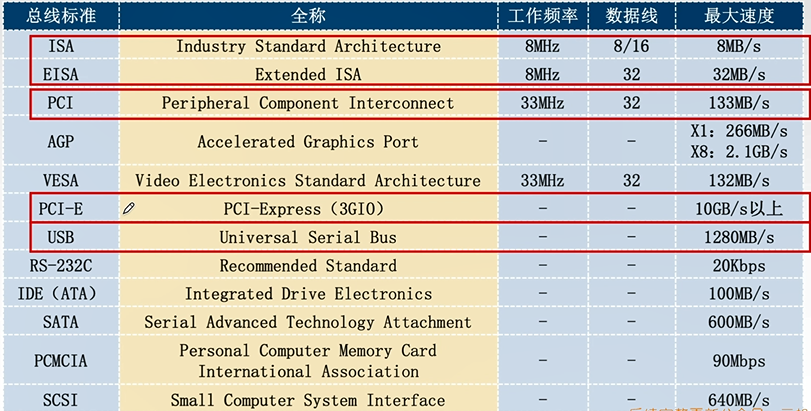 总线标准 全称 工作频率 数据线 最大速度
ISA Industry Standard Architecture 8MHz 8/16 8MB/s
EISA Extended ISA 8MHz 32 32MB/s
PCI Peripheral Component Interconnect 33MHz 32 133MB/s
AGP Accelerated Graphics Port - - X1: 266MB/s
X8: 2.1GB/s
VESA Video Electronics Standard Architecture 33MHz 32 132MB/s
PCI-E PCI-Express (3GIO) - - 10GB/s以上
USB Universal Serial Bus - - 1280MB/s
RS-232C Recommended Standard - - 20Kbps
IDE (ATA) Integrated Drive Electronics - - 100MB/s
SATA Serial Advanced Technology Attachment - - 600MB/s
PCMCIA Personal Computer Memory Card
International Association - - 90Mbps
SCSI Small Computer System Interface - - 640MB/s